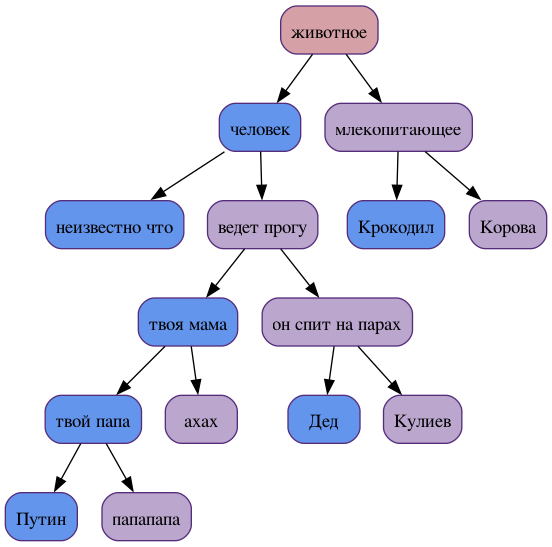 животное
человек
млекопитающее
неизвестно что
ведет прогу
Крокодил
Корова
твоя мама
он спит на парах
твой папа
ахах
Дед
Кулиев
Путин
папапапа